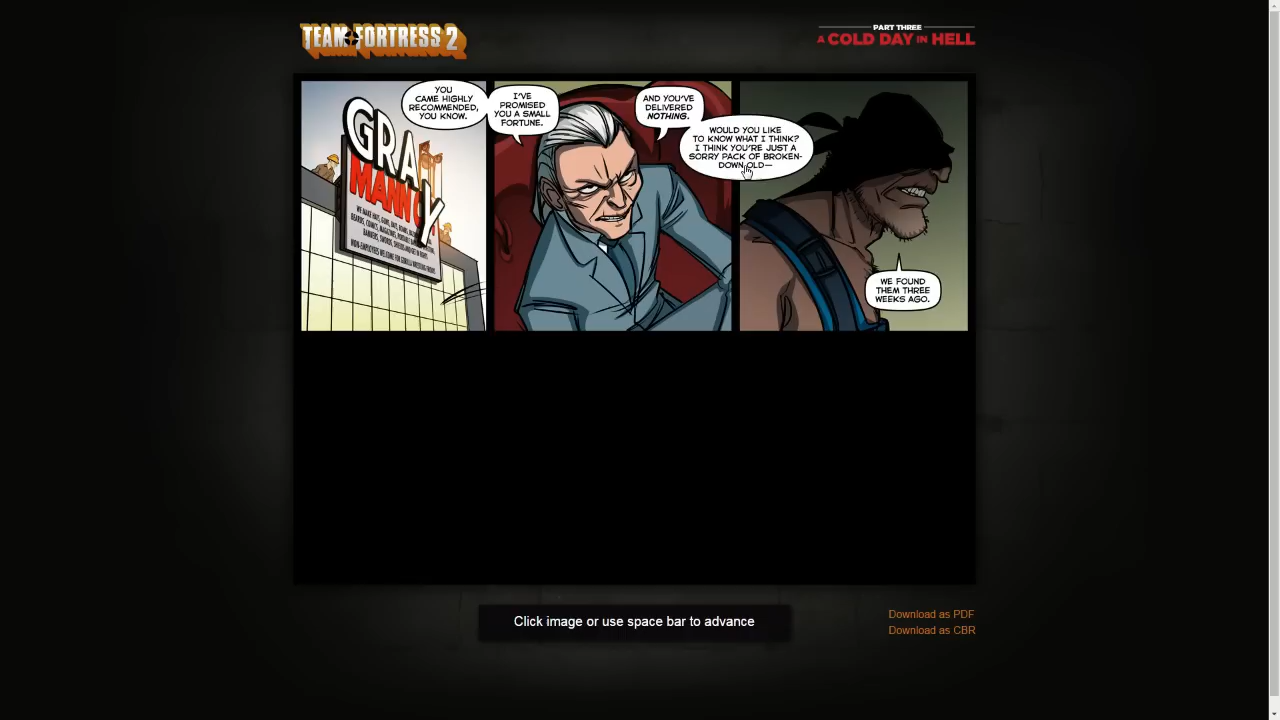 TEAM FORTRESS 2
PART THREE
A COLD DAY IN HELL
YOU
CAME HIGHLY
RECOMMENDED,
YOU KNOW.
I'VE
PROMISED
YOU A SMALL
FORTUNE.
AND YOU'VE
DELIVERED
NOTHING.
WOULD YOU LIKE
TO KNOW WHAT I THINK?
I THINK YOU'RE JUST A
SORRY PACK OF BROKEN-
DOWN OLD—
GRAY
MANN
WE FOUND
THEM THREE
WEEKS AGO.
Click image or use space bar to advance
Download as PDF
Download as CBR